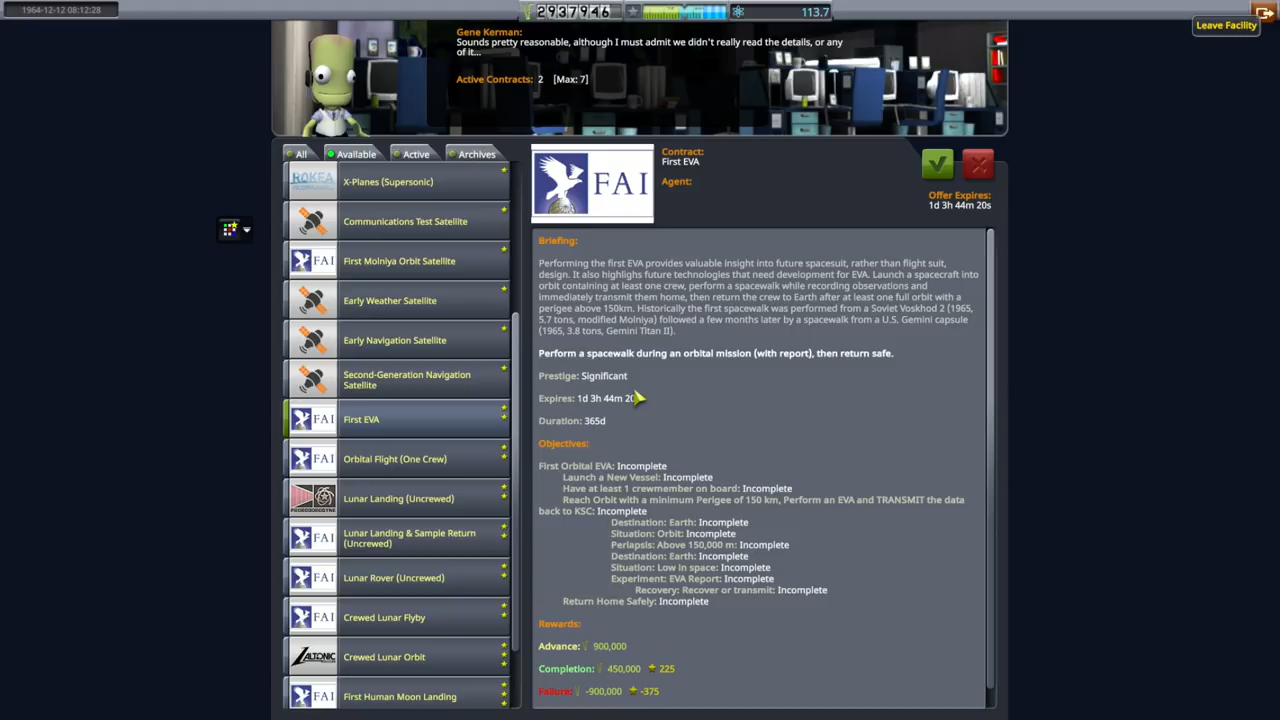 1964-12-12 08:12:28
2937946
113.7
Leave Facility
Gene Kerman:
Sounds pretty reasonable, although I must admit we didn't really read the details, or any
of it...
Active Contracts: 2 [Max: 7]
All
Available
Active
Archives
X-Planes (Supersonic)
Communications Test Satellite
FAI
First Molniya Orbit Satellite
Early Weather Satellite
Early Navigation Satellite
Second-Generation Navigation
Satellite
FAI
First EVA
FAI
Orbital Flight (One Crew)
Lunar Landing (Uncrewed)
FAI
Lunar Landing & Sample Return
(Uncrewed)
FAI
Lunar Rover (Uncrewed)
FAI
Crewed Lunar Flyby
Crewed Lunar Orbit
FAI
First Human Moon Landing
FAI
Contract:
First EVA
Agent:
Offer Expires:
1d 3h 44m 20s
Briefing:
Performing the first EVA provides valuable insight into future spacesuit, rather than flight suit,
design. It also highlighs future technologies that need development for EVA. Launch a spacecraft into
orbit containing at least one crew, perform a spacewalk while recording observations and
immediately transmit them home, then return the crew to Earth after at least one full orbit with a
perigee above 150km. Historically the first spacewalk was performed from a Soviet Voskhod 2 (1965,
5.7 tons, modified Molniya) followed a few months later by a spacewalk from a U.S. Gemini capsule
(1965, 3.8 tons, Gemini Titan II).
Perform a spacewalk during an orbital mission (with report), then return safe.
Prestige: Significant
Expires: 1d 3h 44m 20
Duration: 365d
Objectives:
First Orbital EVA: Incomplete
Launch a New Vessel: Incomplete
Have at least 1 crewmember on board: Incomplete
Reach Orbit with a minimum Perigee of 150 km, Perform an EVA and TRANSMIT the data
back to KSC: Incomplete
Destination: Earth: Incomplete
Situation: Orbit: Incomplete
Periapsis: Above 150,000 m: Incomplete
Destination: Earth: Incomplete
Situation: Low in space: Incomplete
Experiment: EVA Report: Incomplete
Recovery: Recover or transmit: Incomplete
Return Home Safely: Incomplete
Rewards:
Advance: 900,000
Completion: 450,000 225
Failure: -900,000 -375